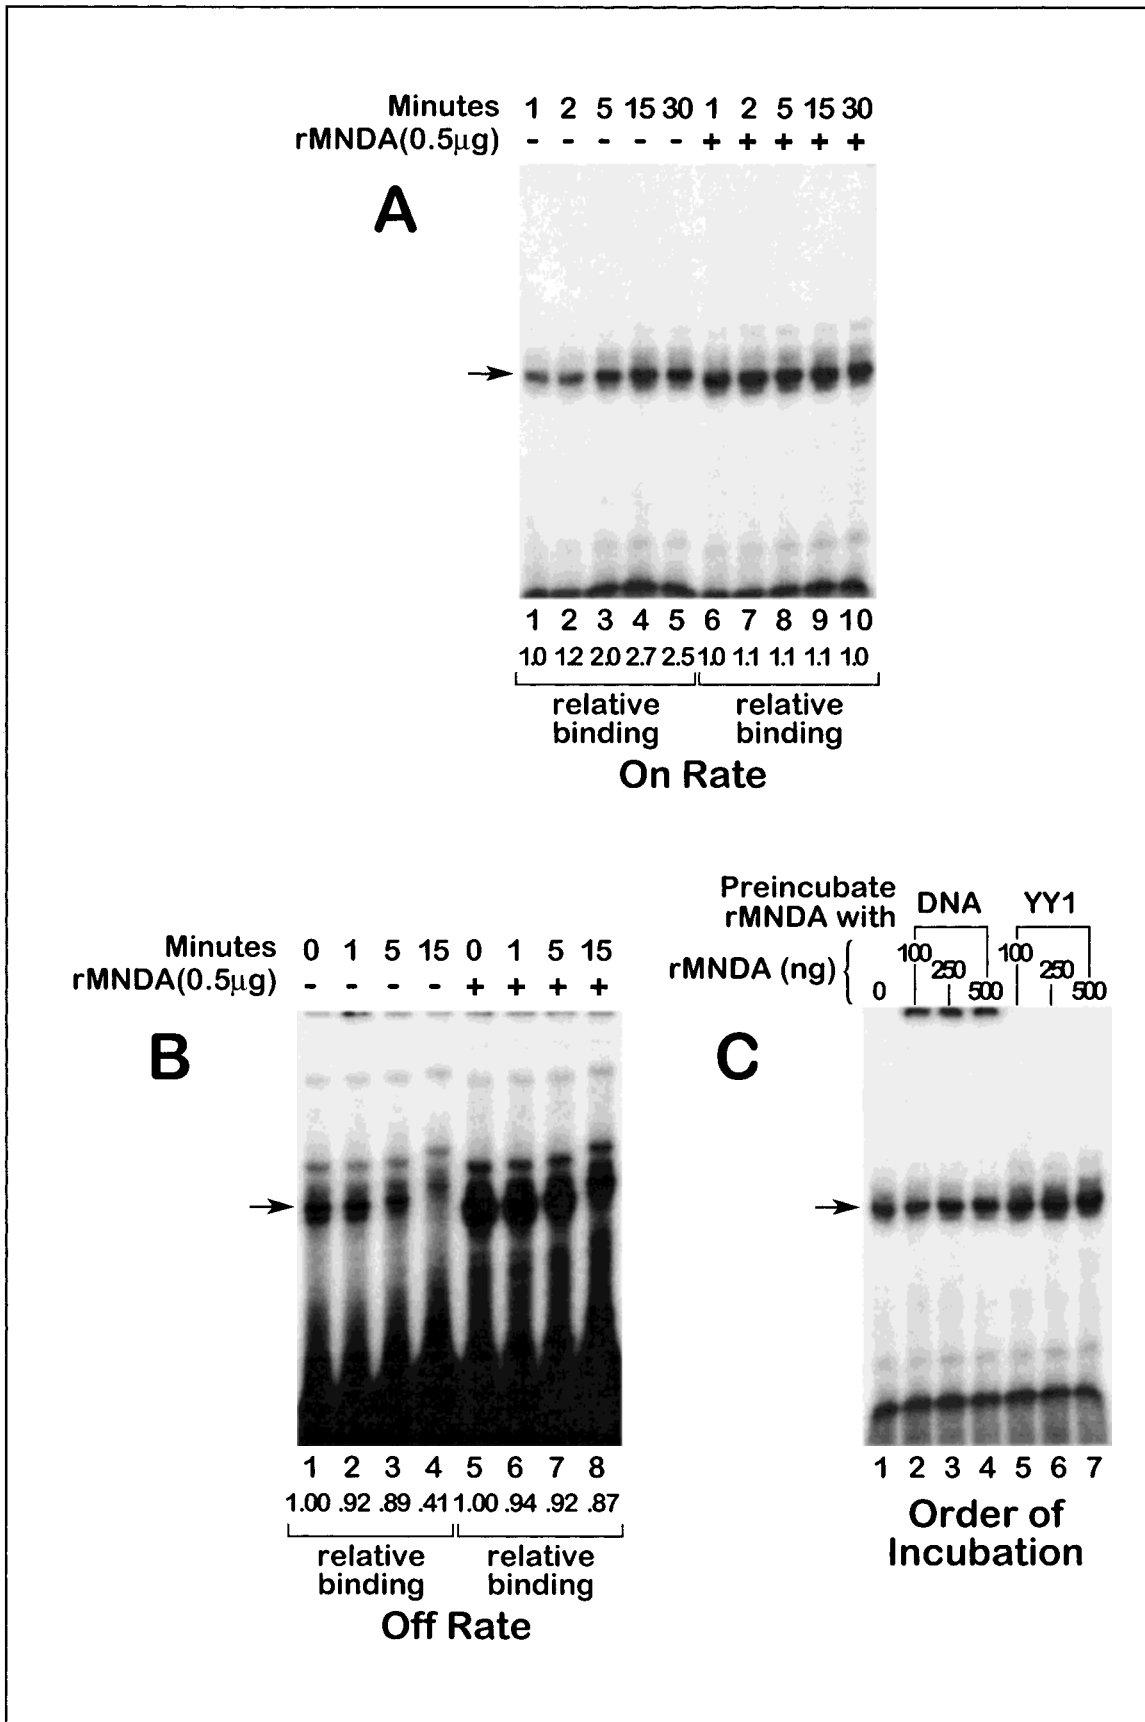 Minutes 1 2 5 15 30 1 2 5 15 30
rMNDA(0.5µg) - - - - - + + + + +
A
1 2 3 4 5 6 7 8 9 10
1.0 1.2 2.0 2.7 2.5 1.0 1.1 1.1 1.1 1.0
relative binding relative binding
On Rate
Minutes 0 1 5 15 0 1 5 15
rMNDA(0.5µg) - - - - + + + +
B
1 2 3 4 5 6 7 8
1.00 .92 .89 .41 1.00 .94 .92 .87
relative binding relative binding
Off Rate
Preincubate
rMNDA with DNA YY1
rMNDA (ng) { 0 100 250 500 100 250 500
C
1 2 3 4 5 6 7
Order of
Incubation